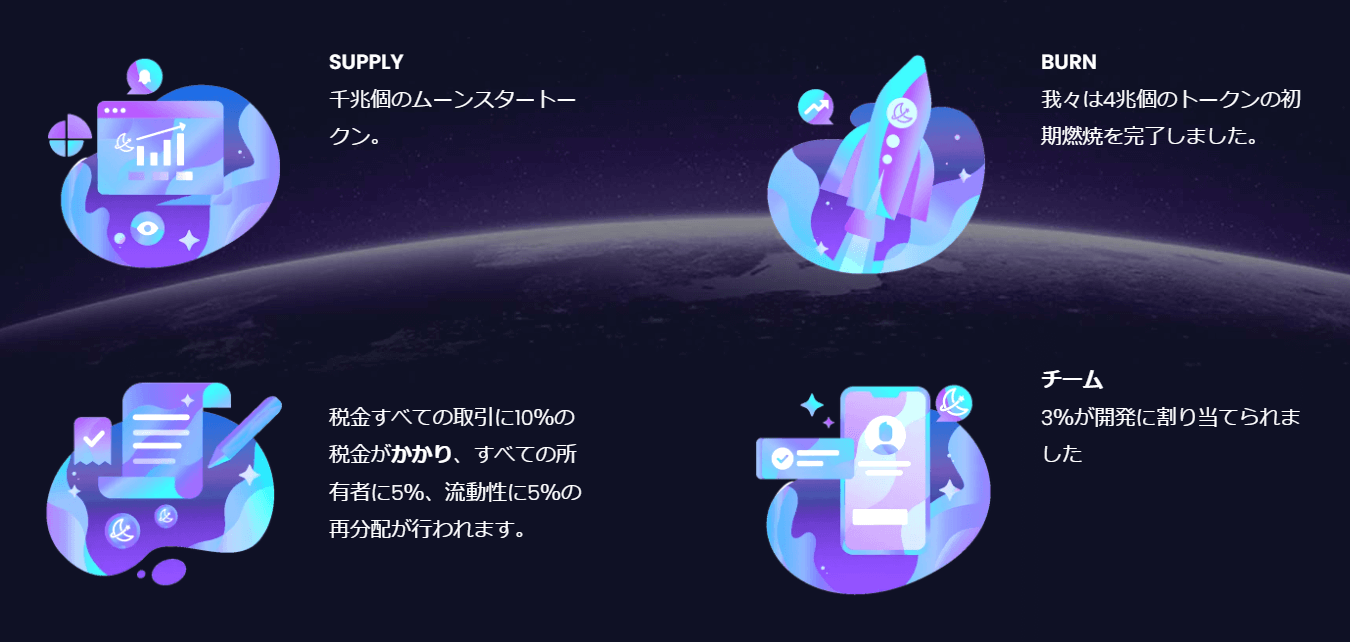 SUPPLY
千兆個のムーンスタートー
クン。
BURN
我々は4兆個のトークンの初
期燃焼を完了しました。
税金すべての取引に10%の
税金がかかり、すべての所
有者に5%、流動性に5%の
再分配が行われます。
チーム
3%が開発に割り当てられま
した